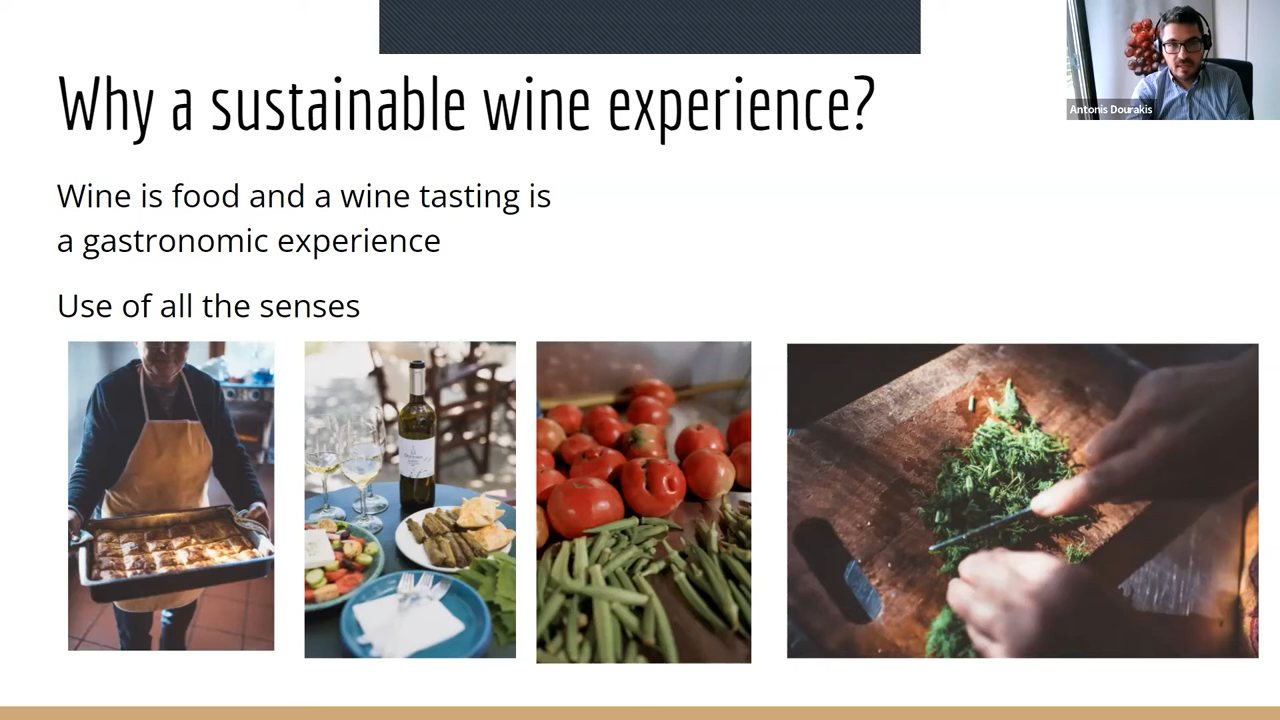 Why a sustainable wine experience?
Antonis Dourakis
Wine is food and a wine tasting is
a gastronomic experience
Use of all the senses